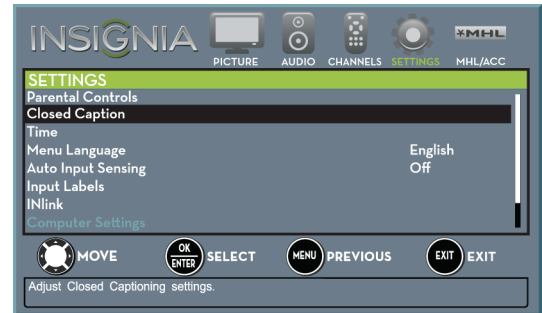 INSIGNIA
MHL
PICTURE AUDIO CHANNELS SETTINGS MHL/ACC
SETTINGS
Parental Controls
Closed Caption
Time
Menu Language English
Auto Input Sensing Off
Input Labels
INlink
Computer Settings
MOVE OK ENTER SELECT MENU PREVIOUS EXIT EXIT
Adjust Closed Captioning settings.